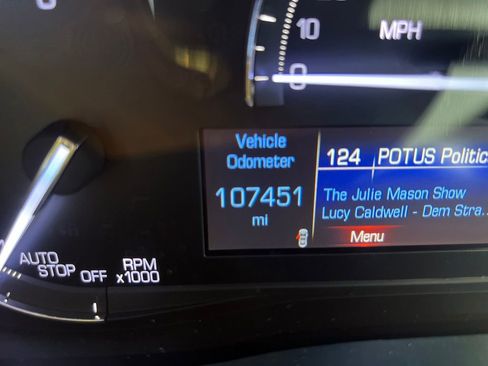 10
MPH
0
0
Vehicle
Odometer
107451
mi
124 POTUS Politic
The Julie Mason Show
Lucy Caldwell - Dem Stra...
Menu
AUTO
STOP
OFF
RPM
x1000